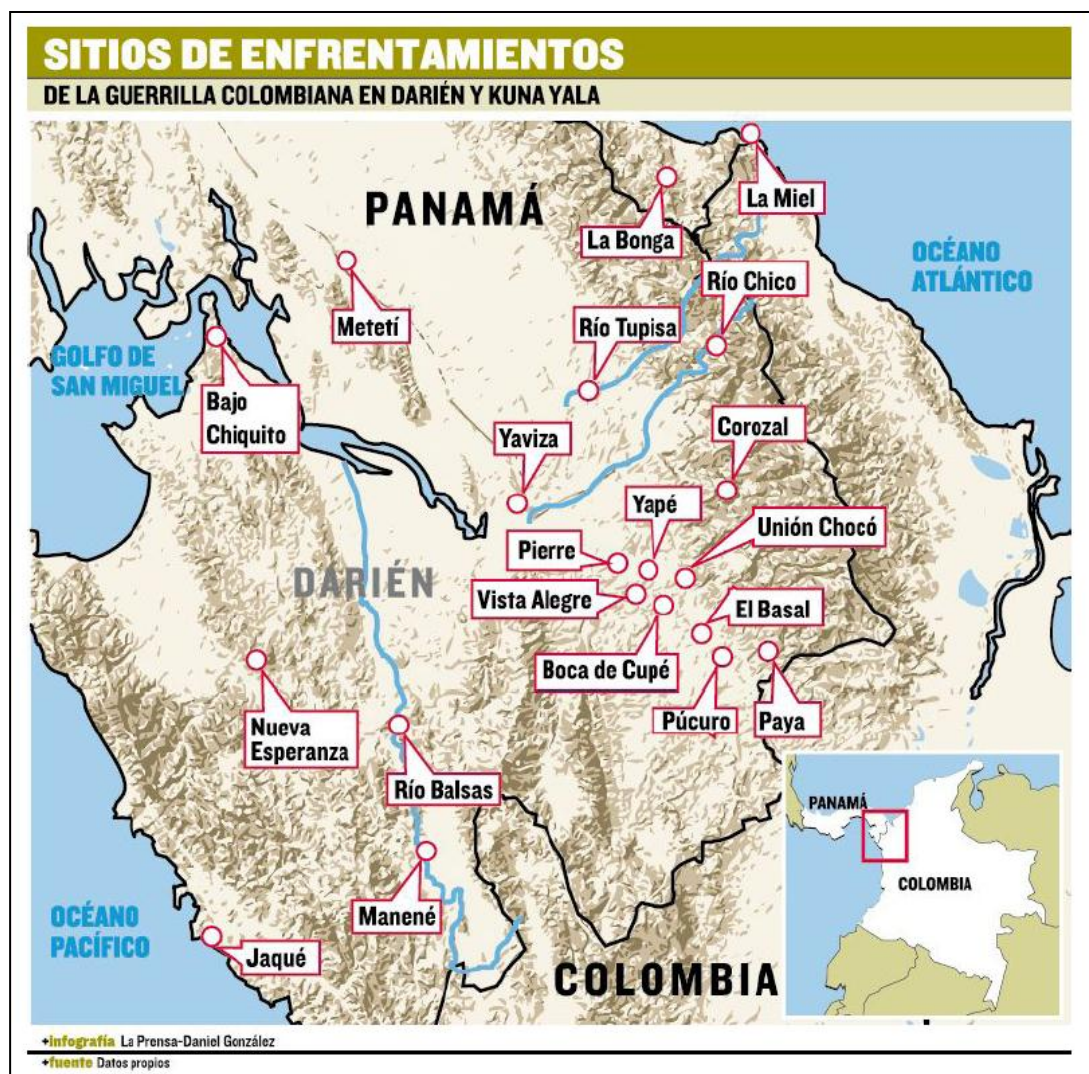 SITIOS DE ENFRENTAMIENTOS
DE LA GUERRILLA COLOMBIANA EN DARIÉN Y KUNA YALA
PANAMÁ
La Miel
La Bonga
OCÉANO
ATLÁNTICO
Río Chico
Metetí
Río Tupisa
GOLFO DE
SAN MIGUEL
Bajo
Chiquito
Yaviza
Corozal
Yapé
Unión Chocó
Pierre
DARIÉN
Vista Alegre
El Basal
Boca de Cupé
Púcuro
Paya
Nueva
Esperanza
Río Balsas
PANAMÁ
COLOMBIA
Manené
OCÉANO
PACÍFICO
Jaqué
COLOMBIA
+infografía La Prensa-Daniel González
+fuente Datos propios